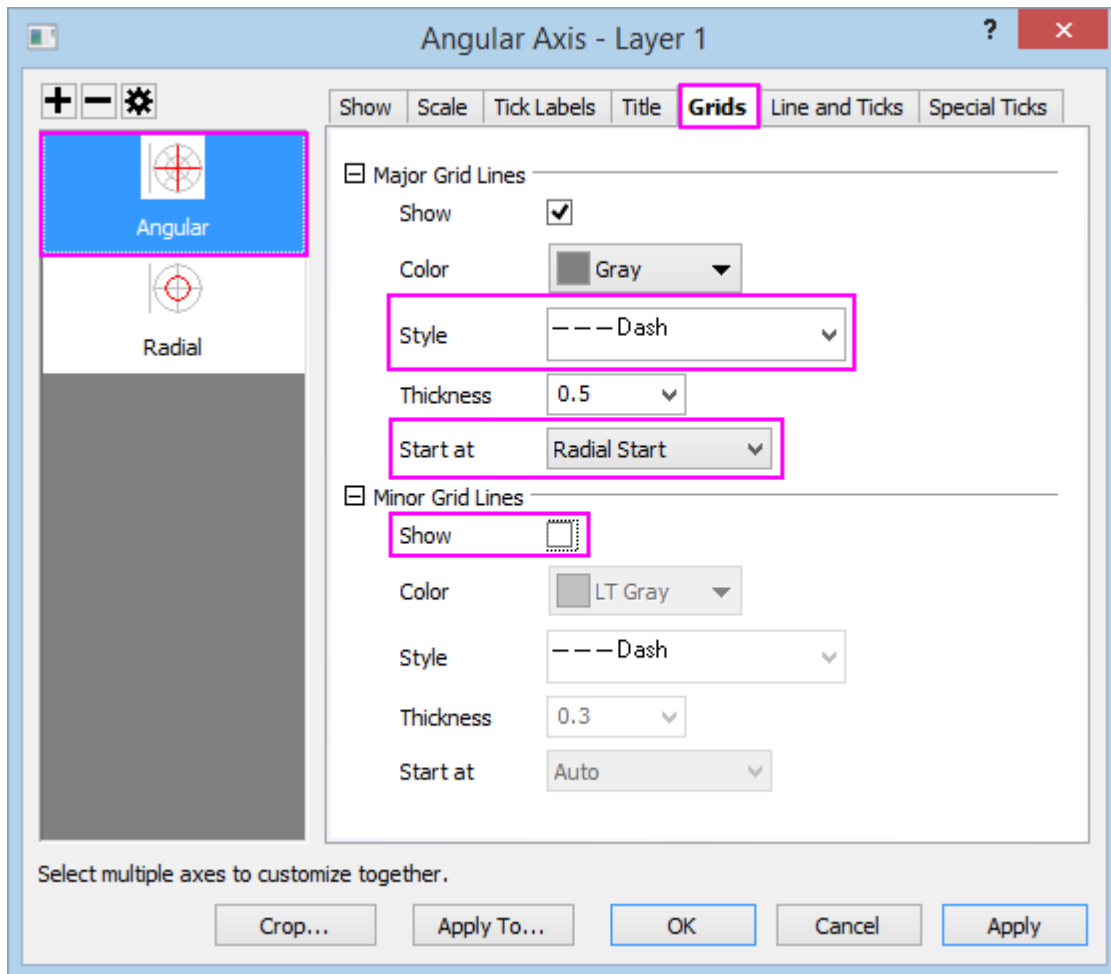 Angular Axis - Layer 1
?
Show Scale Tick Labels Title Grids Line and Ticks Special Ticks
Angular
Radial
Major Grid Lines
Show
Color Gray
Style Dash
Thickness 0.5
Start at Radial Start
Minor Grid Lines
Show
Color LT Gray
Style Dash
Thickness 0.3
Start at Auto
Select multiple axes to customize together.
Crop... Apply To... OK Cancel Apply